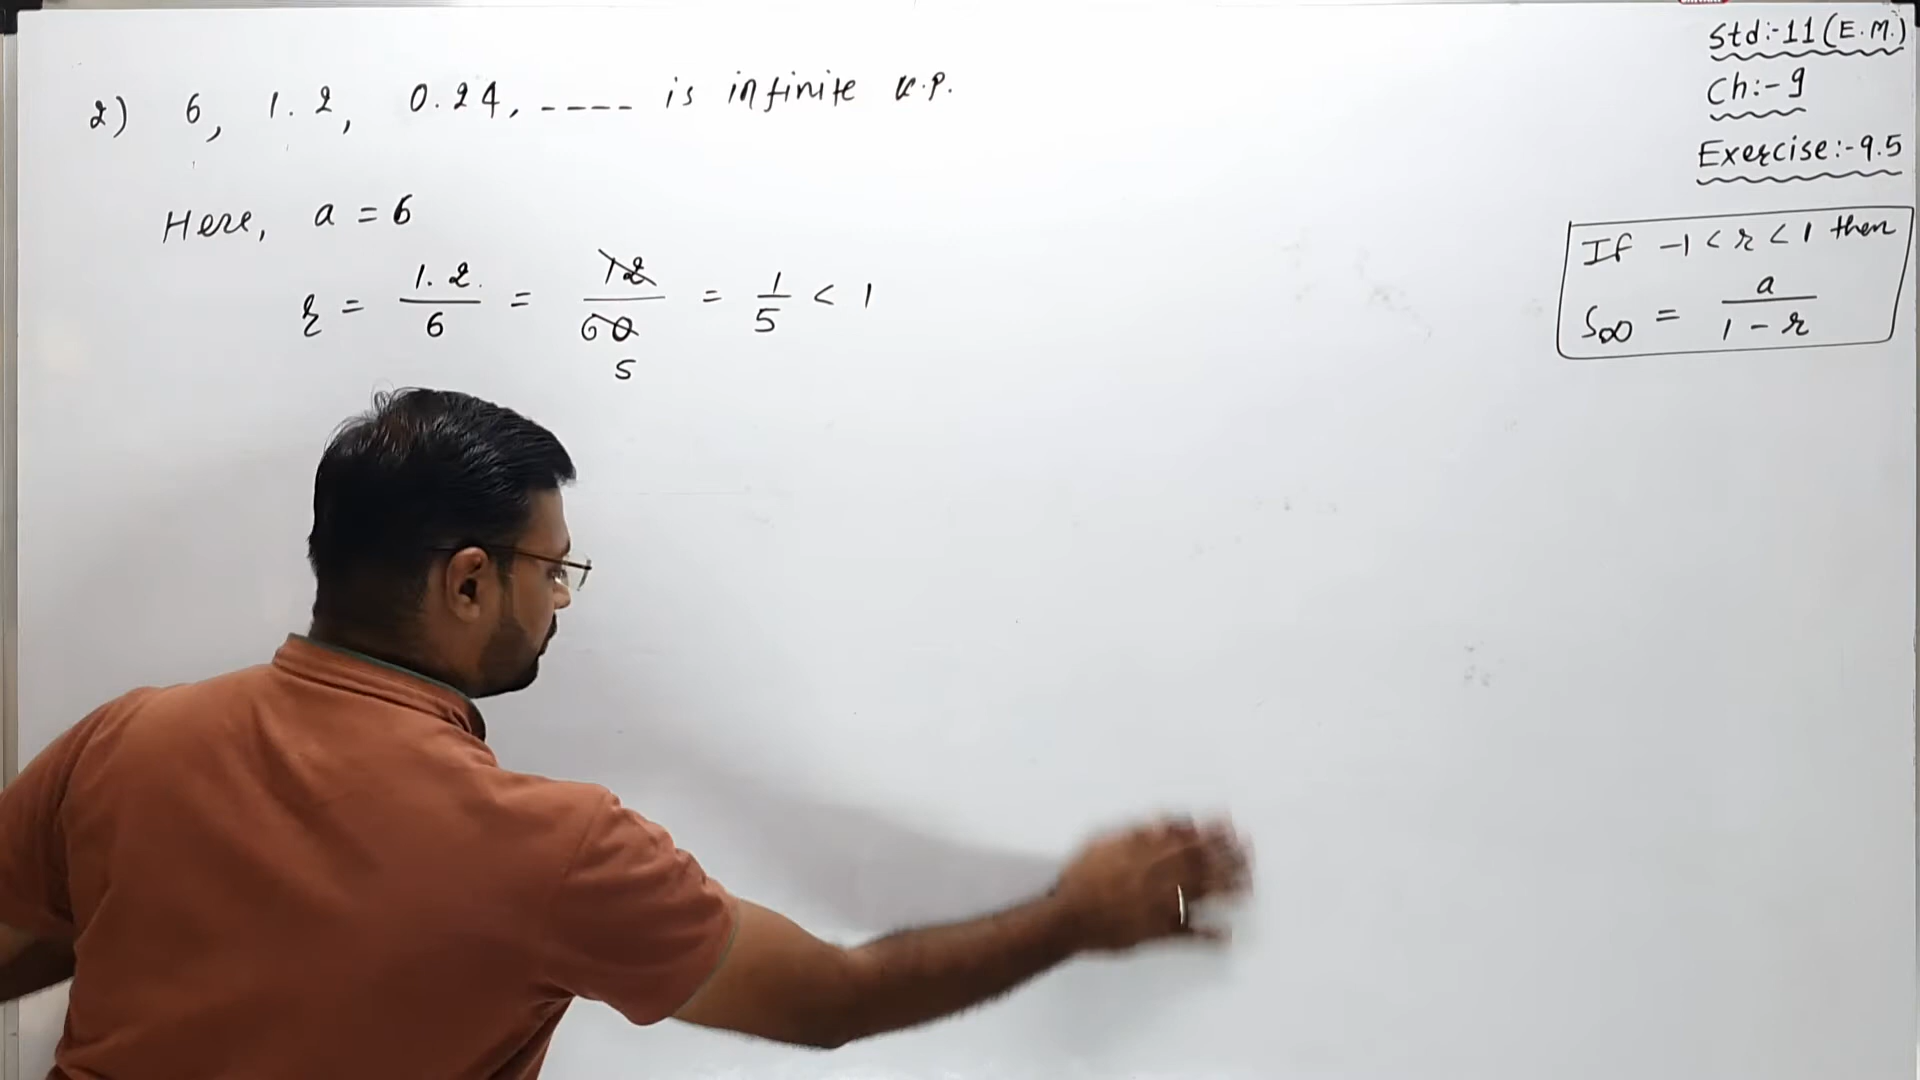 2) 6, 1.2, 0.24, ---- is infinite G.P.
Here, a = 6
r = 1.2/6 = 12/60 = 1/5 < 1
5
Std:-11 (E.M.)
Ch:-9
Exercise:-9.5
If -1 < r < 1 then
S∞ = a/(1 - r)